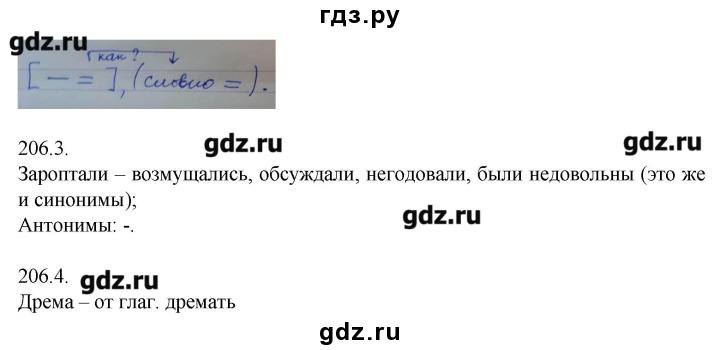 гдз.ру
gdz.ru
как?
[ — = ], (словно = ).
gdz.ru
gdz.ru
206.3.
Зароптали – возмущались, обсуждали, негодовали, были недовольны (это же
и синонимы);
gdz.ru
Антонимы: -.
206.4.
gdz.ru
Дрема – от глаг. дремать
gdz.ru